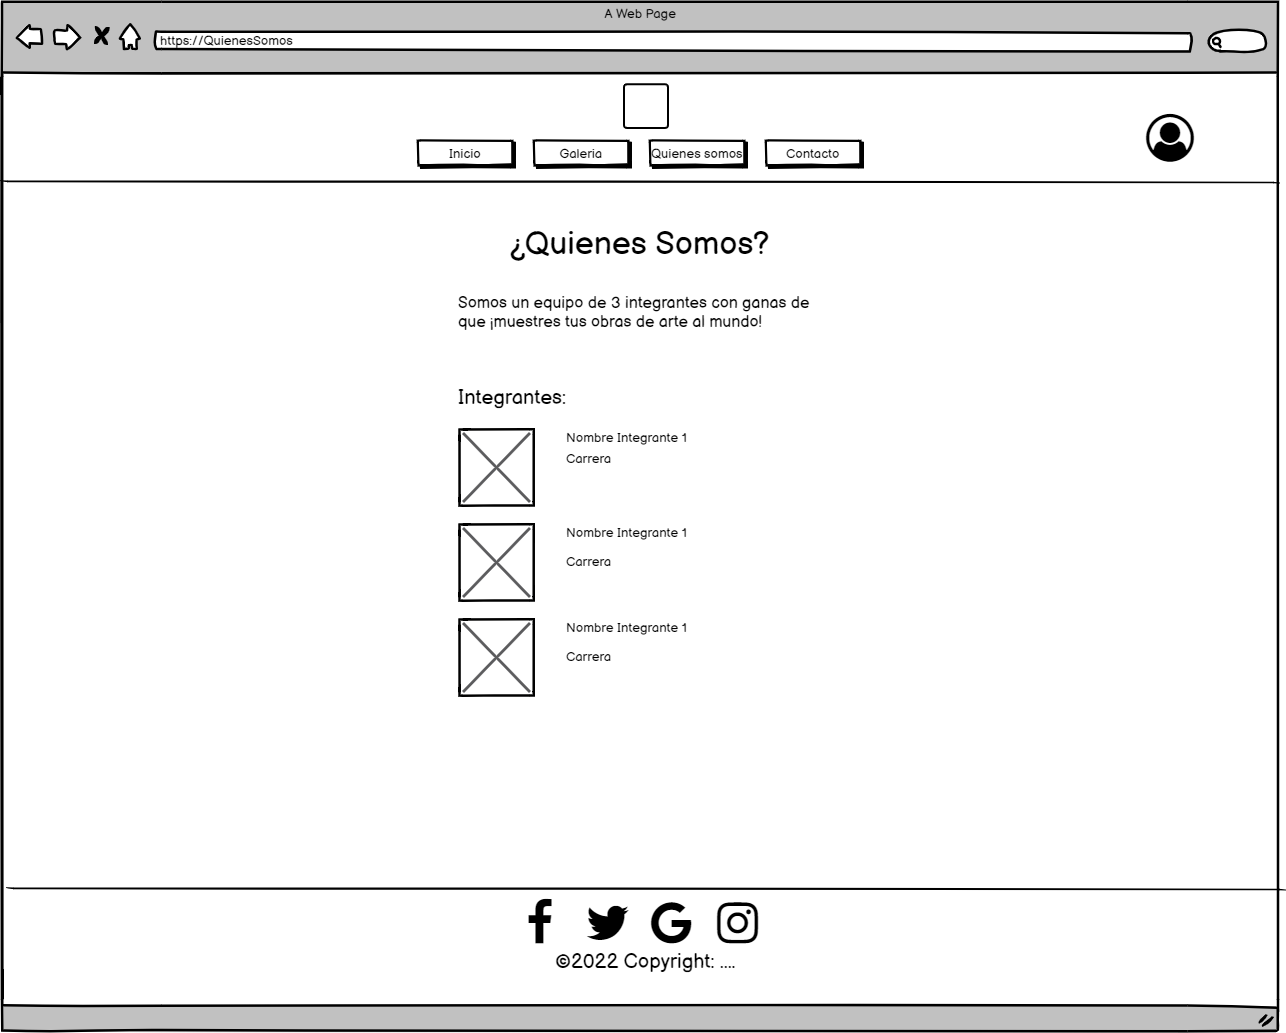 A Web Page
https://QuienesSomos
Inicio
Galeria
Quienes somos
Contacto
¿Quienes Somos?
Somos un equipo de 3 integrantes con ganas de
que ¡muestres tus obras de arte al mundo!
Integrantes:
Nombre Integrante 1
Carrera
Nombre Integrante 1
Carrera
Nombre Integrante 1
Carrera
©2022 Copyright: ....